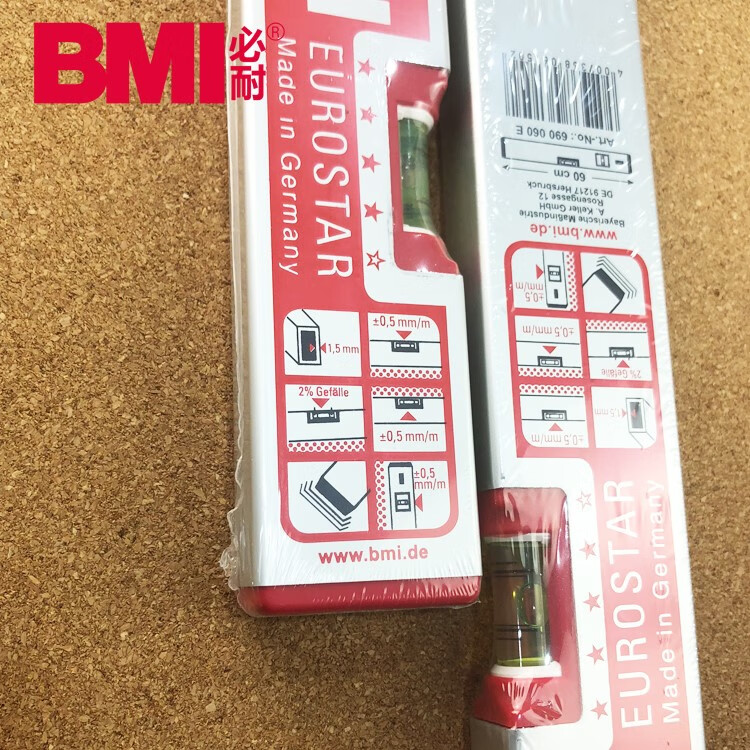 BMI必耐®
EUROSTAR
Made in Germany
±0,5 mm/m
1,5 mm
2% Gefälle
±0,5 mm/m
±0,5
mm/m
www.bmi.de
Art.-No.: 690 060 E
60 cm
DE 91217 Hersbruck
Rosengasse 12
A. Keller GmbH
Bayerische Maßindustrie
www.bmi.de
±0,5
mm/m
±0,5 mm/m
2% Gefälle
±0,5 mm/m
1,5 mm
EUROSTAR
Made in Germany